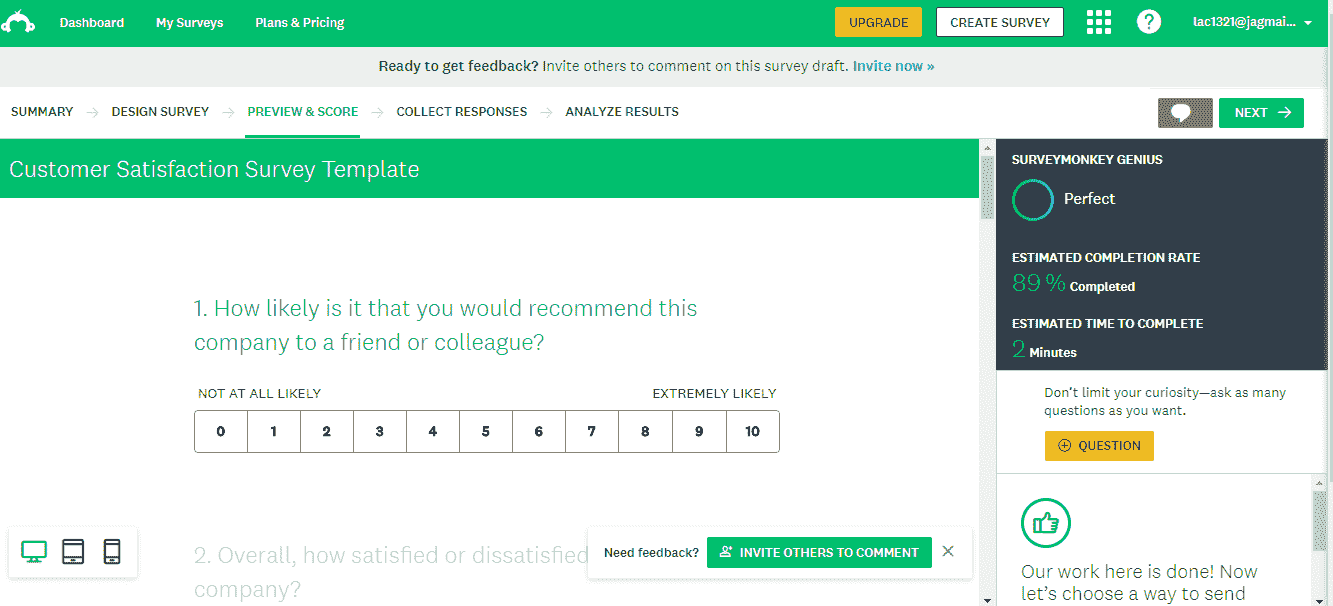 Dashboard My Surveys Plans & Pricing UPGRADE CREATE SURVEY ? tac1321@jagmai...
Ready to get feedback? Invite others to comment on this survey draft. Invite now »
SUMMARY DESIGN SURVEY PREVIEW & SCORE COLLECT RESPONSES ANALYZE RESULTS NEXT
Customer Satisfaction Survey Template
1. How likely is it that you would recommend this
company to a friend or colleague?
NOT AT ALL LIKELY EXTREMELY LIKELY
0 1 2 3 4 5 6 7 8 9 10
2. Overall, how satisfied or dissatisfied
company?
Need feedback? INVITE OTHERS TO COMMENT
SURVEYMONKEY GENIUS
Perfect
ESTIMATED COMPLETION RATE
89% Completed
ESTIMATED TIME TO COMPLETE
2 Minutes
Don't limit your curiosity—ask as many
questions as you want.
QUESTION
Our work here is done! Now
let's choose a way to send